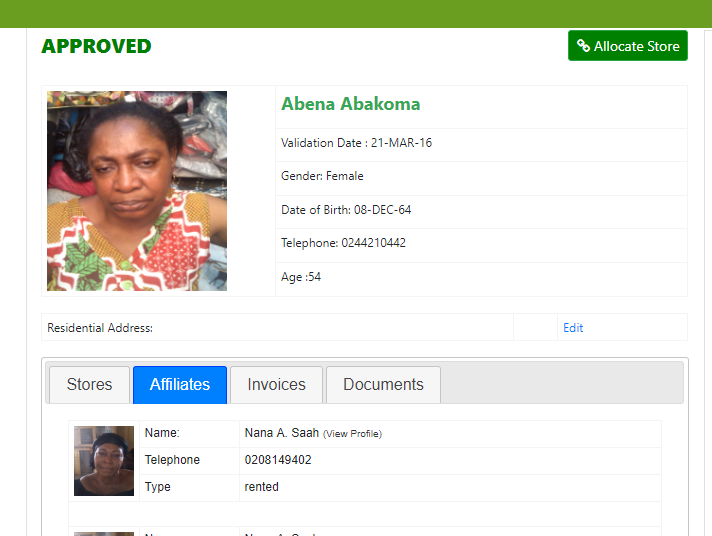 APPROVED
Allocate Store
Abena Abakoma
Validation Date : 21-MAR-16
Gender: Female
Date of Birth: 08-DEC-64
Telephone: 0244210442
Age :54
Residential Address:
Edit
Stores Affiliates Invoices Documents
Name: Nana A. Saah (View Profile)
Telephone 0208149402
Type rented